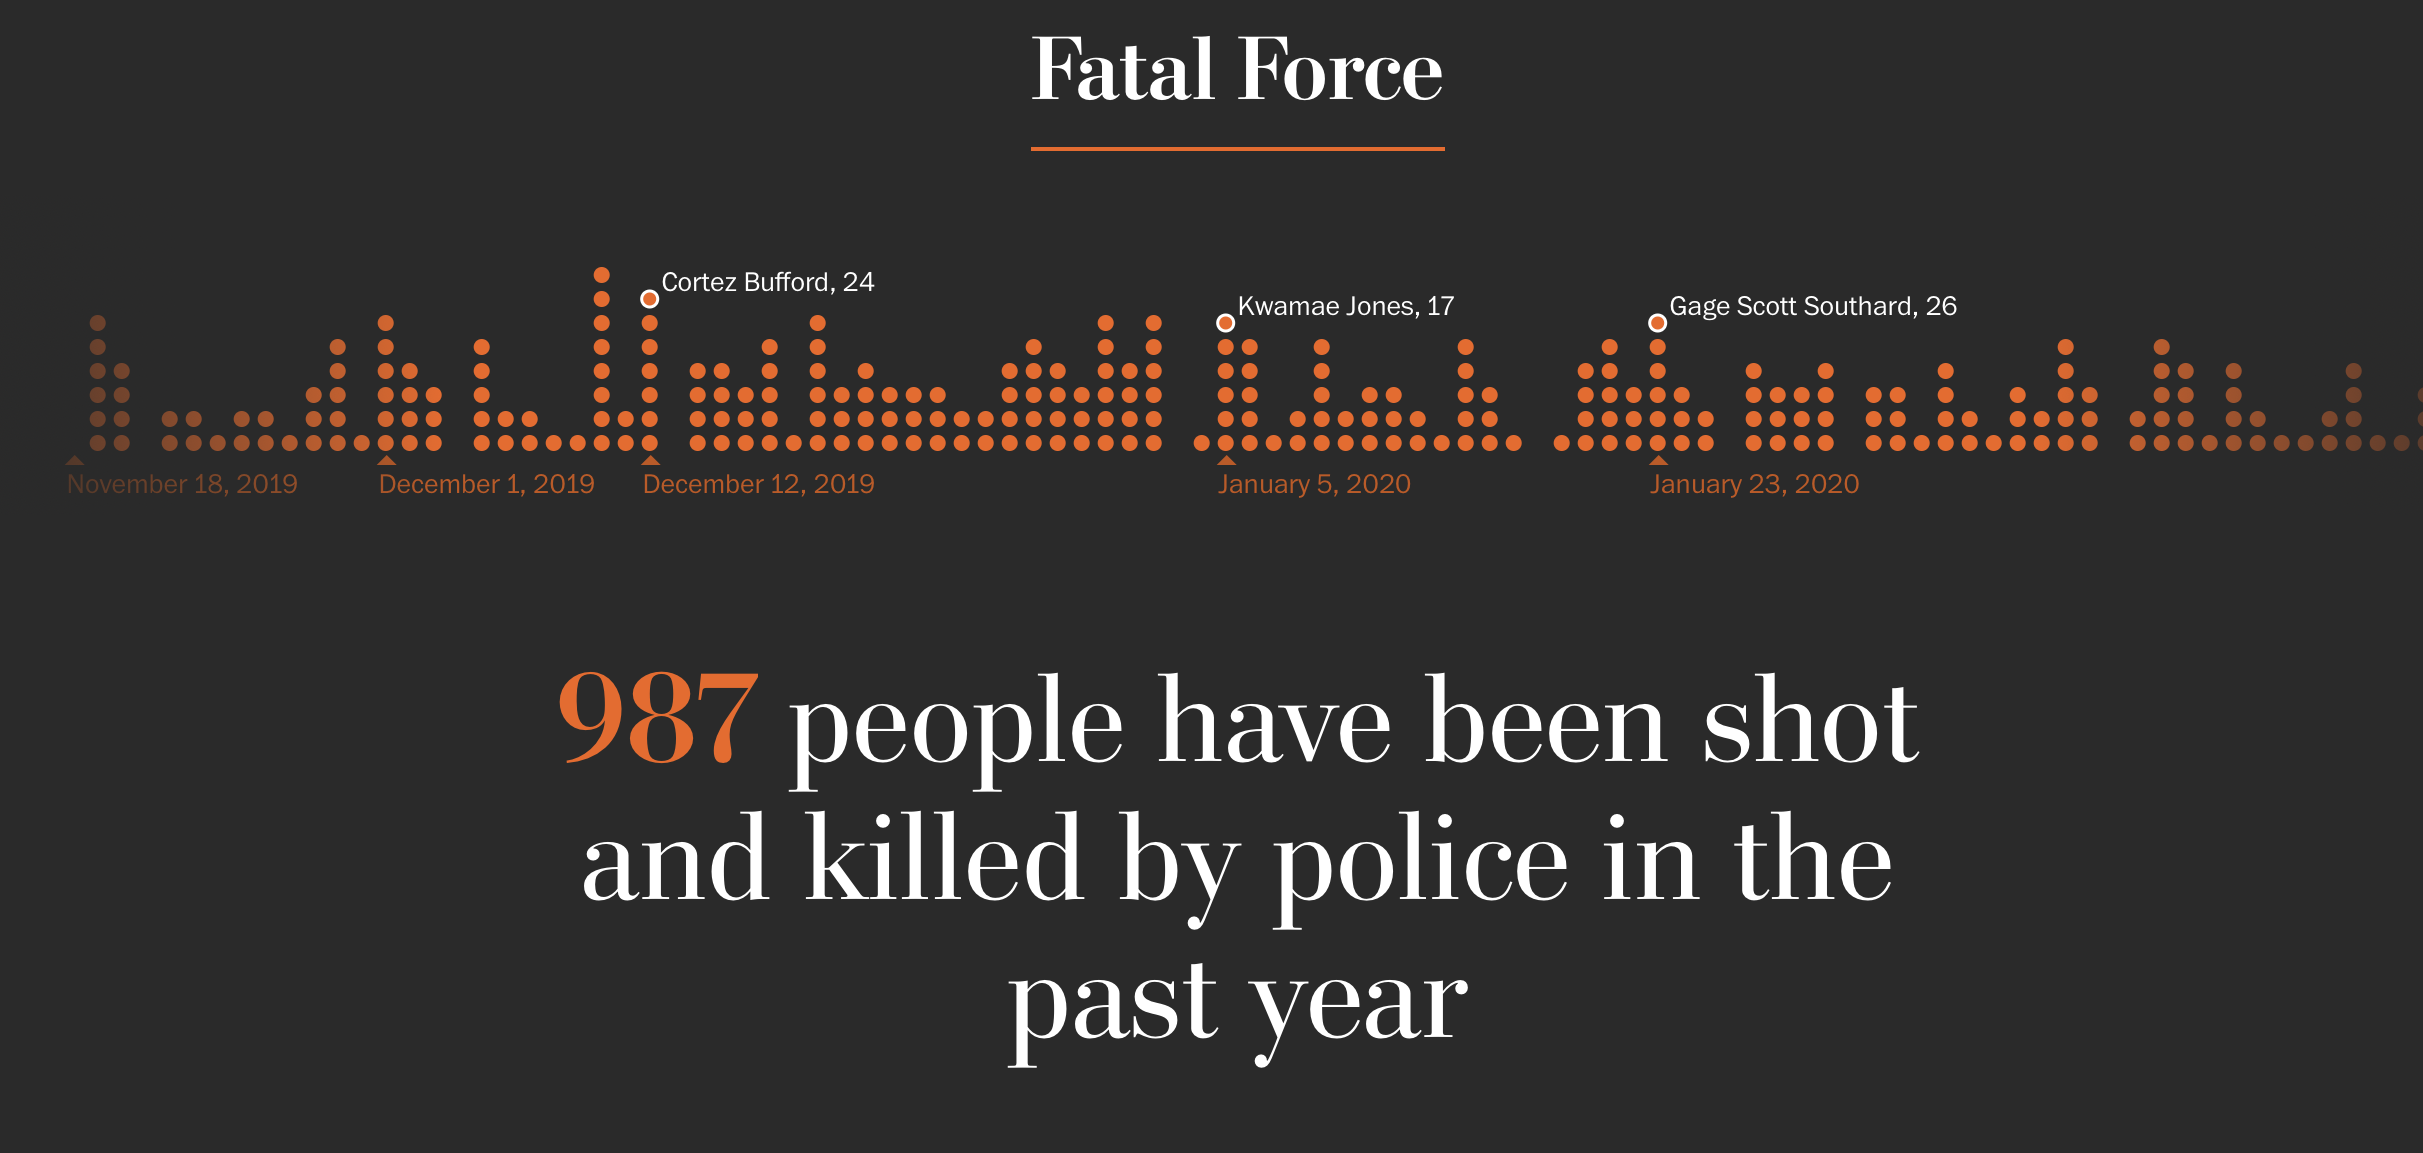 Fatal Force
Cortez Bufford, 24
Kwamae Jones, 17
Gage Scott Southard, 26
November 18, 2019
December 1, 2019
December 12, 2019
January 5, 2020
January 23, 2020
987 people have been shot
and killed by police in the
past year